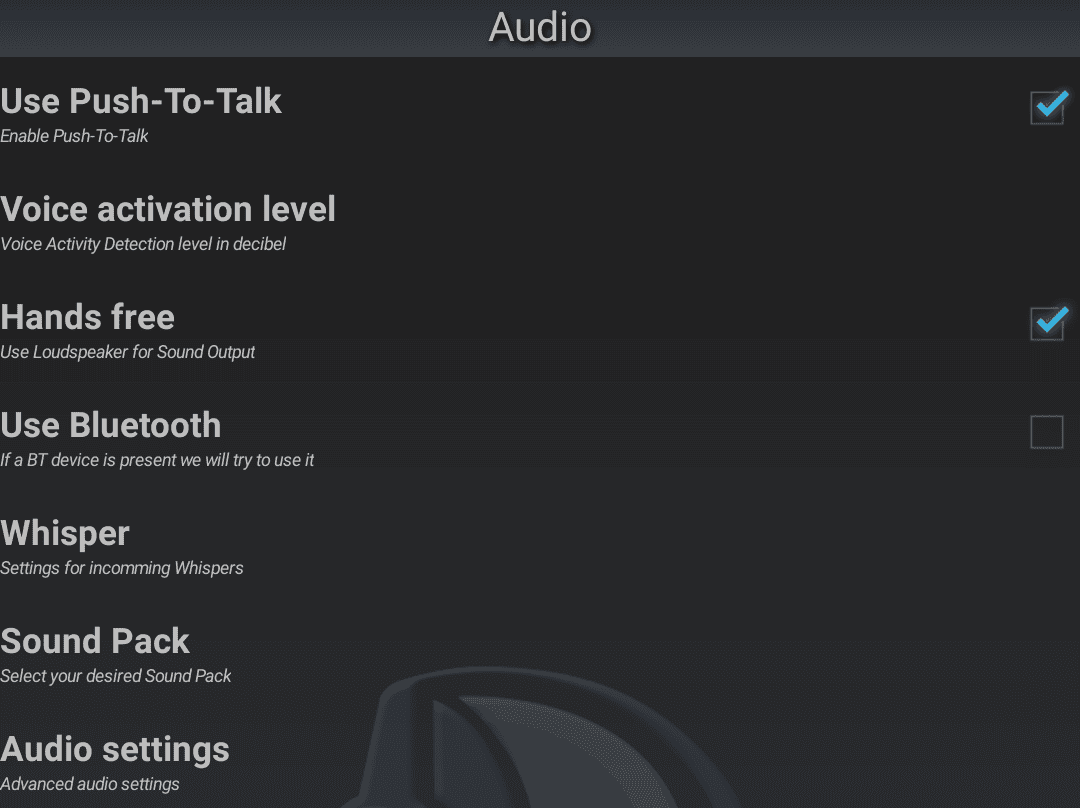 Audio
Use Push-To-Talk
Enable Push-To-Talk
Voice activation level
Voice Activity Detection level in decibel
Hands free
Use Loudspeaker for Sound Output
Use Bluetooth
If a BT device is present we will try to use it
Whisper
Settings for incomming Whispers
Sound Pack
Select your desired Sound Pack
Audio settings
Advanced audio settings